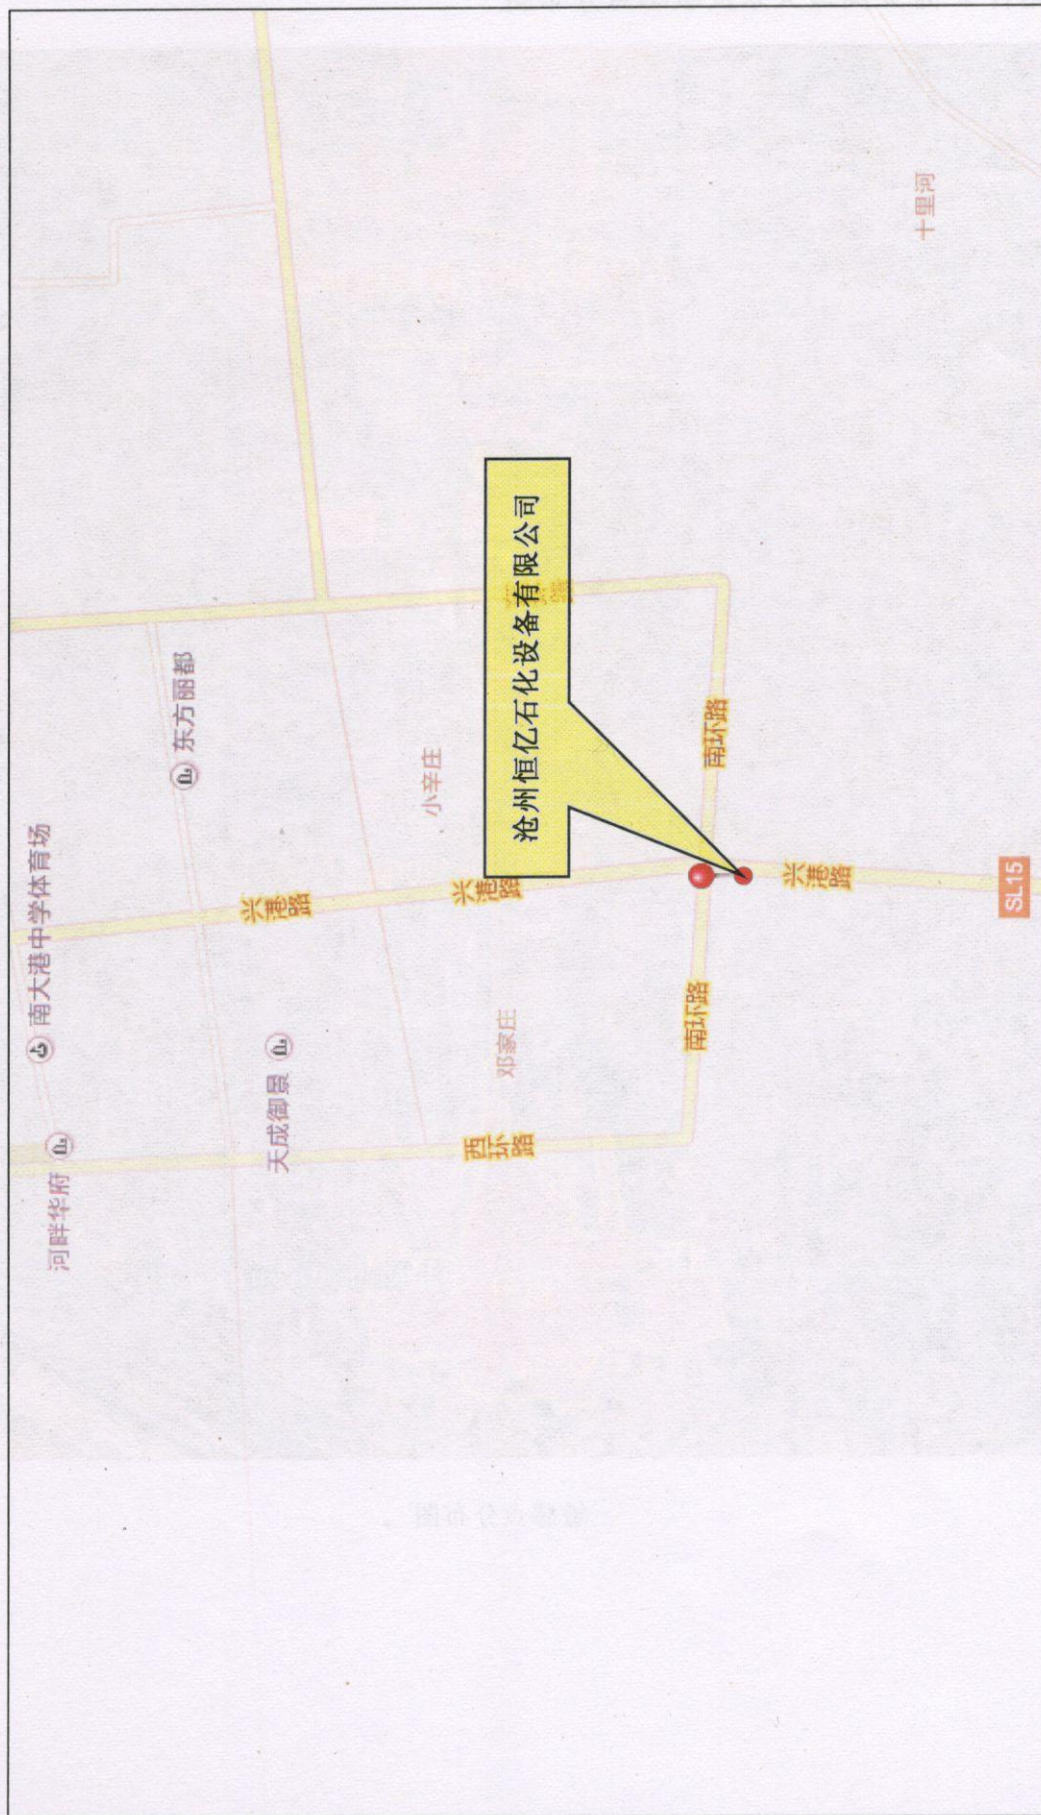 河畔华府
南大港中学体育场
东方丽都
天成御景
兴港路
小辛庄
兴港路
西环路
邓家庄
沧州恒亿石化设备有限公司
南环路
南环路
兴港路
十里河
SL15